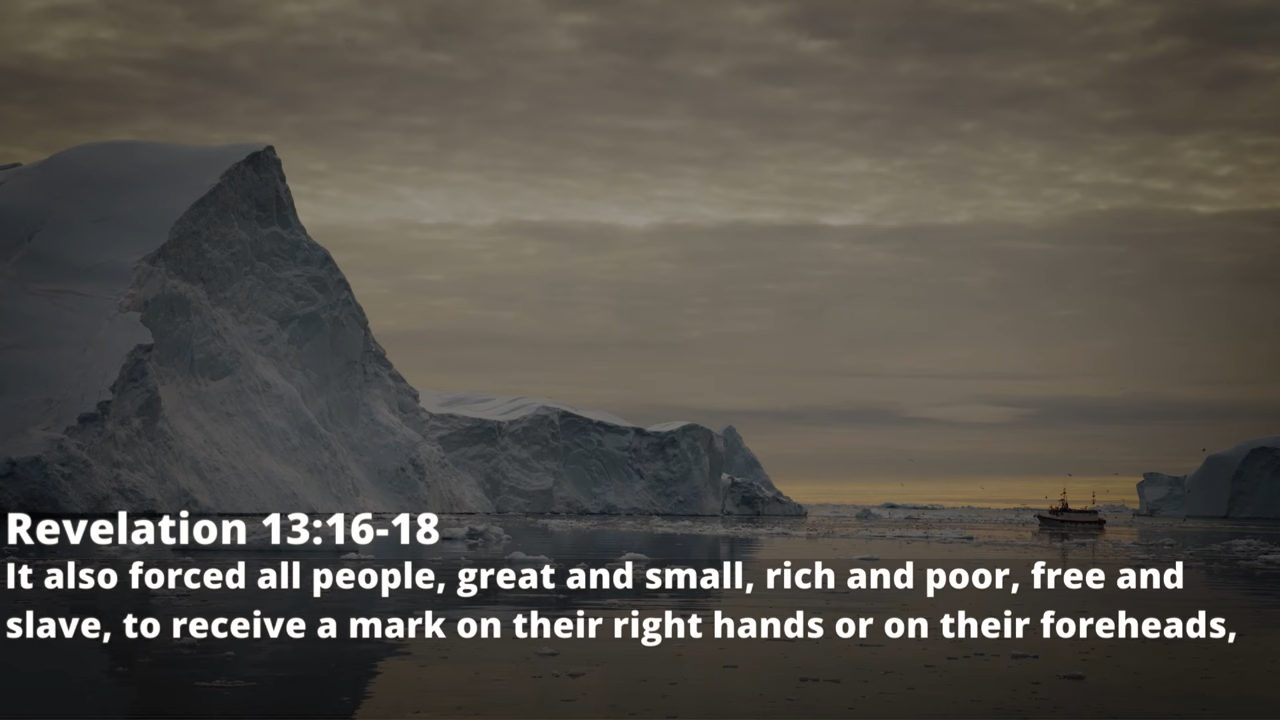 Revelation 13:16-18
It also forced all people, great and small, rich and poor, free and
slave, to receive a mark on their right hands or on their foreheads,